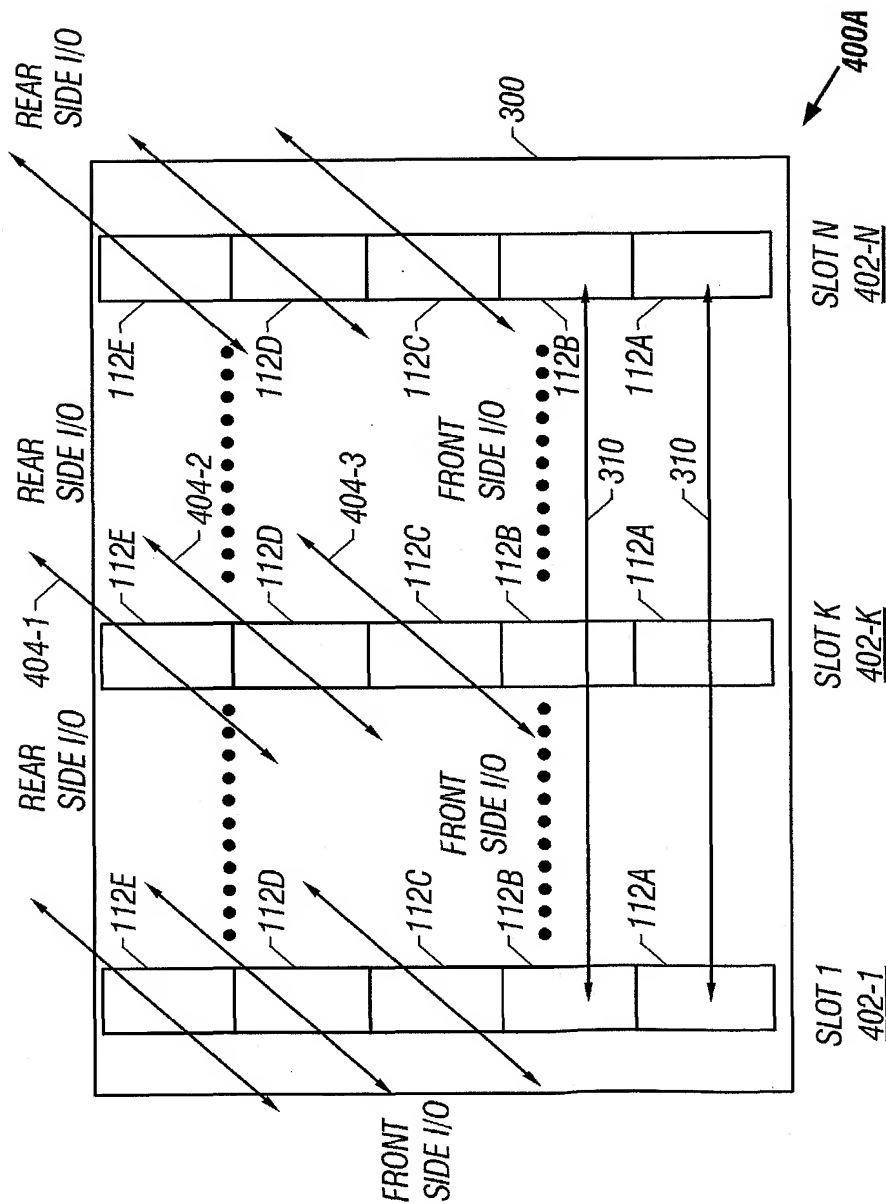 REAR
SIDE I/O
REAR
SIDE I/O
REAR
SIDE I/O
404-1
112E
112E
404-2
112E
300
112D
112D
112D
404-3
112C
112C
112C
FRONT
SIDE I/O
FRONT
SIDE I/O
FRONT
SIDE I/O
112B
112B
112B
310
112A
112A
112A
310
SLOT 1
402-1
SLOT K
402-K
SLOT N
402-N
400A